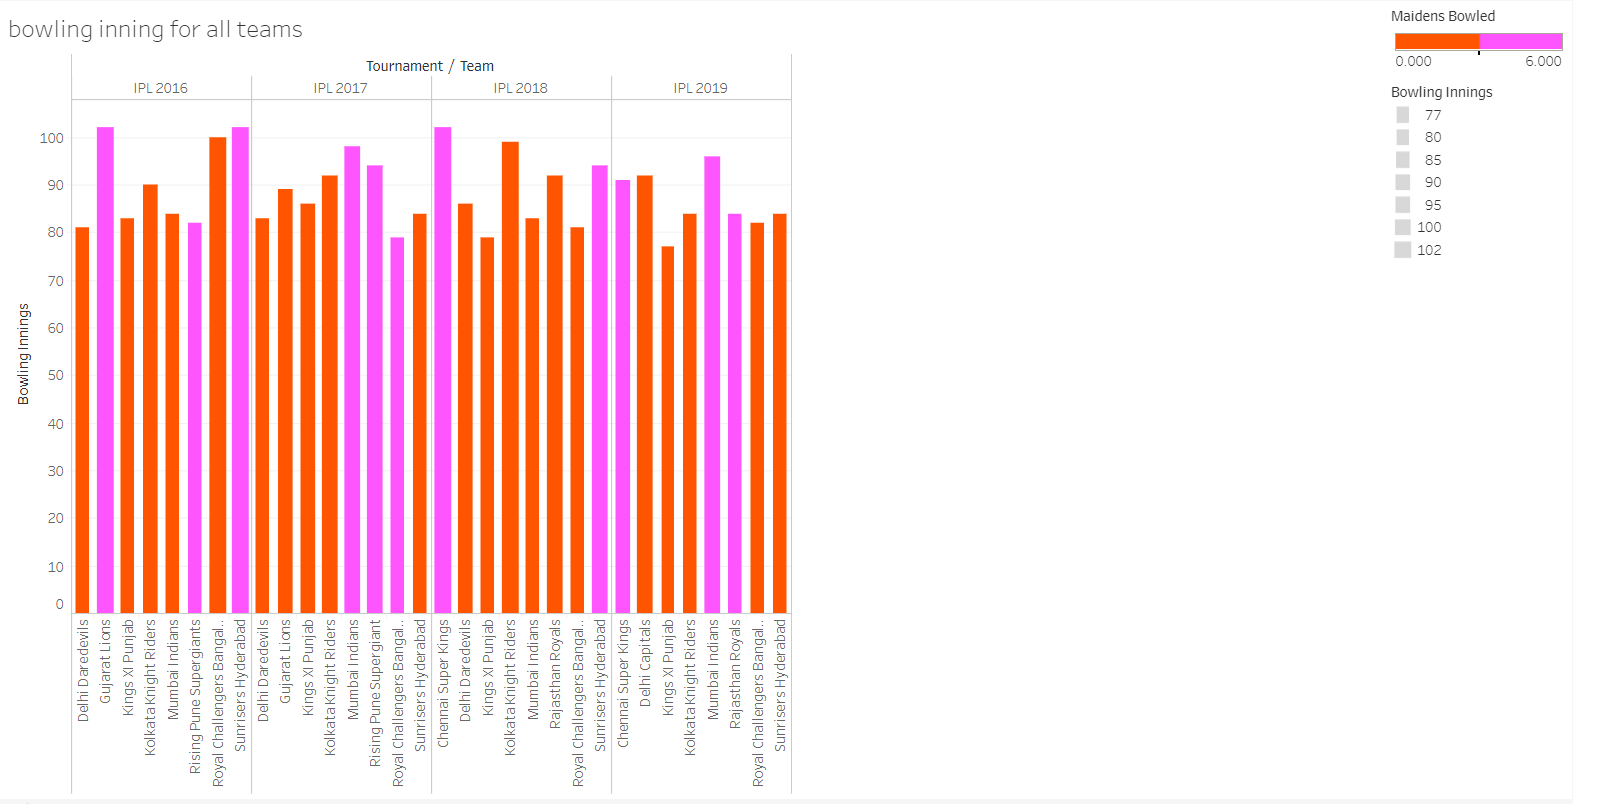 bowling inning for all teams
Tournament / Team
IPL 2016
IPL 2017
IPL 2018
IPL 2019
Bowling Innings
100
90
80
70
60
50
40
30
20
10
0
Delhi Daredevils
Gujarat Lions
Kings XI Punjab
Kolkata Knight Riders
Mumbai Indians
Rising Pune Supergiants
Royal Challengers Bangal..
Sunrisers Hyderabad
Delhi Daredevils
Gujarat Lions
Kings XI Punjab
Kolkata Knight Riders
Mumbai Indians
Rising Pune Supergiant
Royal Challengers Bangal..
Sunrisers Hyderabad
Chennai Super Kings
Delhi Daredevils
Kings XI Punjab
Kolkata Knight Riders
Mumbai Indians
Rajasthan Royals
Royal Challengers Bangal..
Sunrisers Hyderabad
Chennai Super Kings
Delhi Capitals
Kings XI Punjab
Kolkata Knight Riders
Mumbai Indians
Rajasthan Royals
Royal Challengers Bangal..
Sunrisers Hyderabad
Maidens Bowled
0.000 6.000
Bowling Innings
77
80
85
90
95
100
102